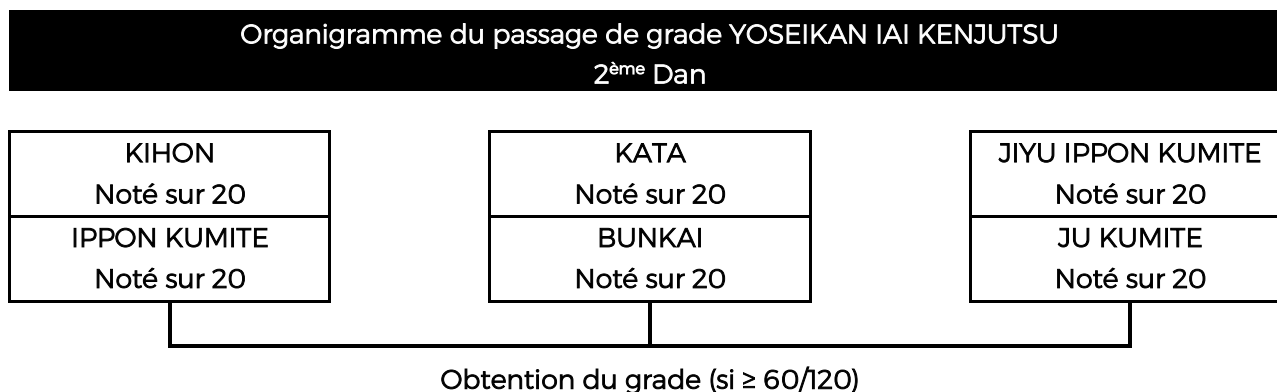 Organigramme du passage de grade YOSEIKAN IAI KENJUTSU
2ème Dan
KIHON
Noté sur 20
IPPON KUMITE
Noté sur 20
KATA
Noté sur 20
BUNKAI
Noté sur 20
JIYU IPPON KUMITE
Noté sur 20
JU KUMITE
Noté sur 20
Obtention du grade (si ≥ 60/120)